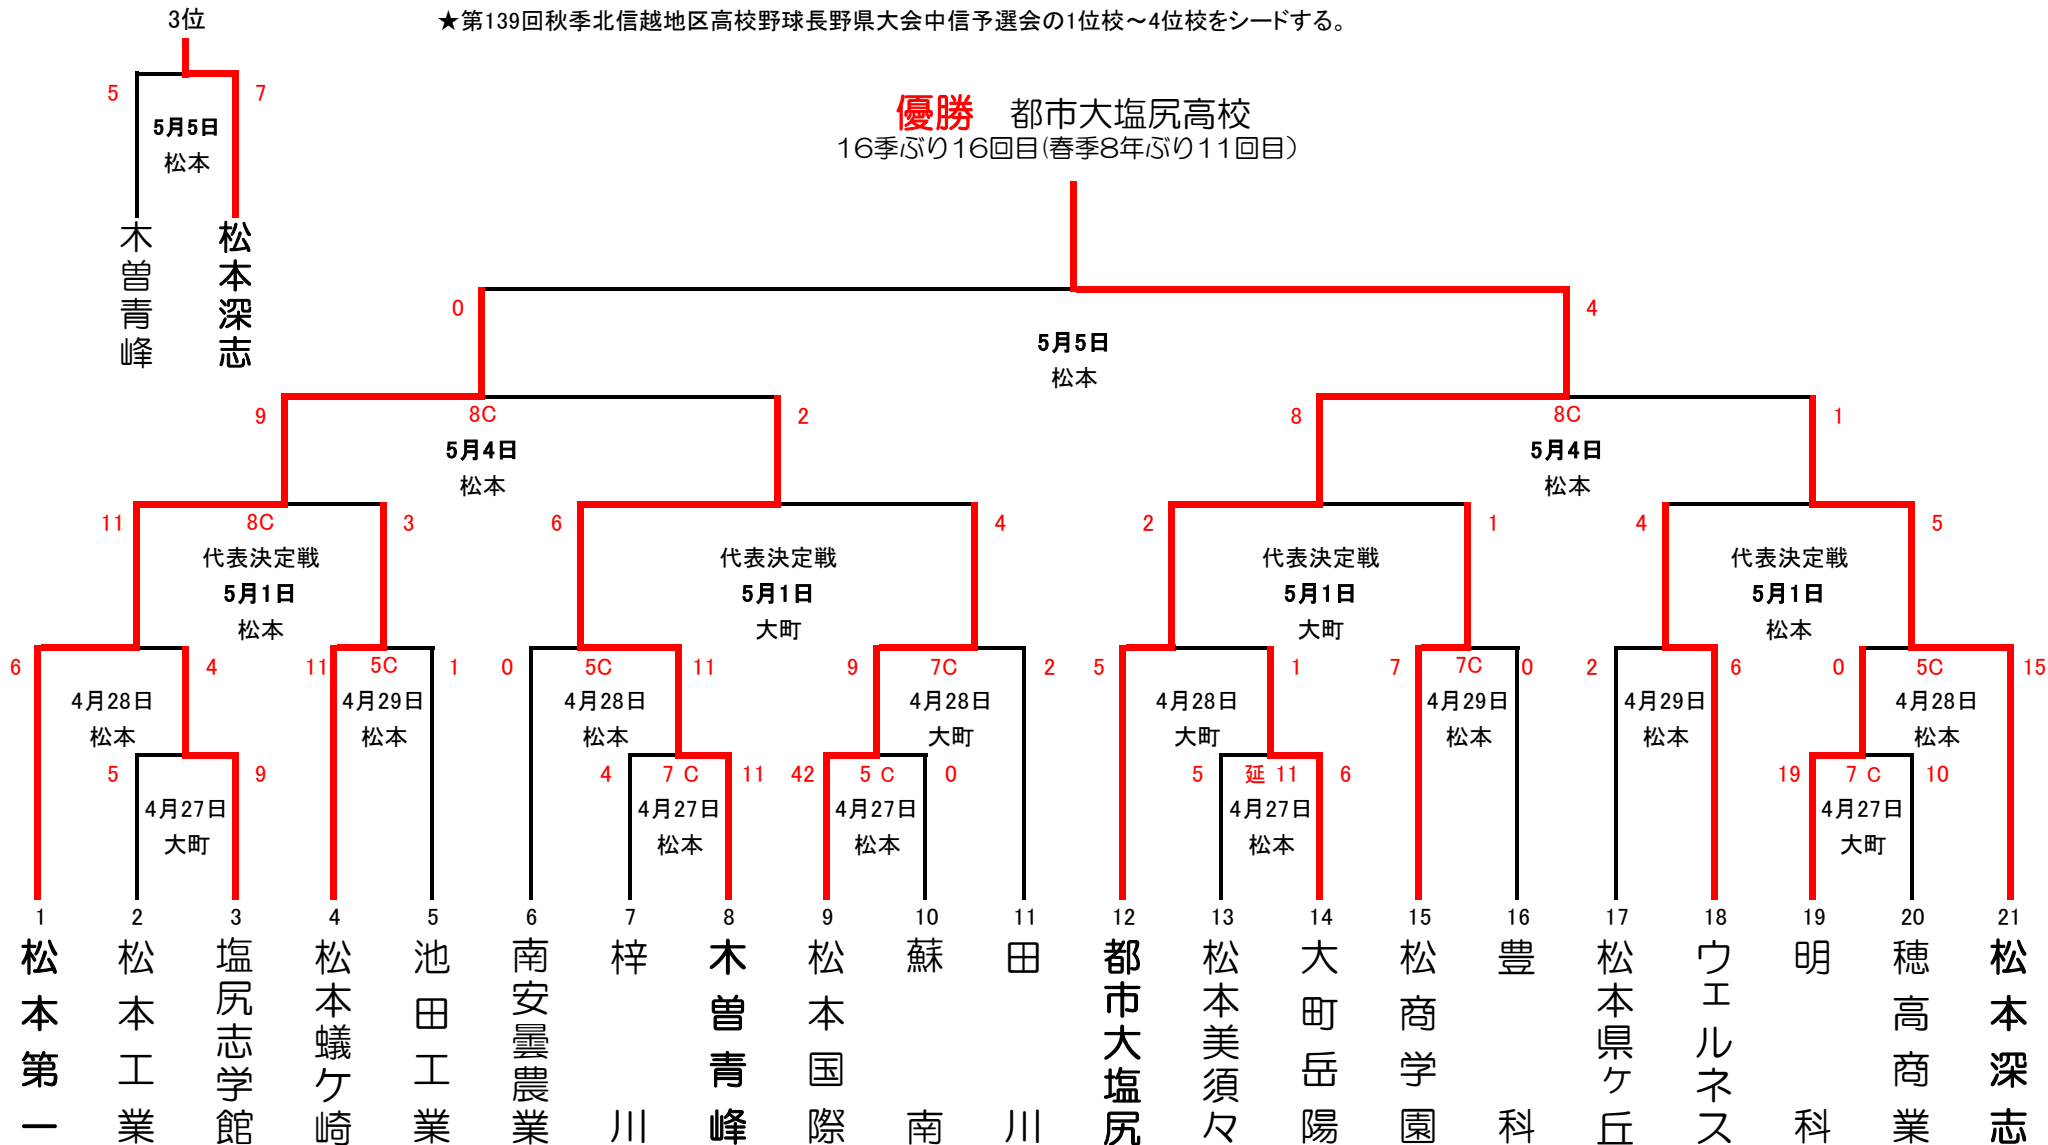 ★第139回秋季北信越地区高校野球長野県大会中信予選会の1位校～4位校をシードする。
3位
5 7
5月5日
松本
木曽青峰
松本深志
優勝 都市大塩尻高校
16季ぶり16回目(春季8年ぶり11回目)
0 4
5月5日
松本
9 8C 2
5月4日
松本
8 8C 1
5月4日
松本
11 8C 3
代表決定戦
5月1日
松本
6 4
代表決定戦
5月1日
大町
2 1
代表決定戦
5月1日
大町
4 5
代表決定戦
5月1日
松本
6 4
4月28日
松本
11 5C 1
4月29日
松本
0 5C 11
4月28日
松本
9 7C 2
4月28日
大町
5 1
4月28日
大町
7 7C 0
4月29日
松本
2 6
4月29日
松本
0 5C 15
4月28日
松本
5 9
4月27日
大町
4 7 C 11
4月27日
松本
42 5 C 0
4月27日
松本
5 延 11 6
4月27日
松本
19 7 C 10
4月27日
大町
1 松本第一
2 松本工業
3 塩尻志学館
4 松本蟻ケ崎
5 池田工業
6 南安曇農業
7 梓川
8 木曽青峰
9 松本国際
10 蘇南
11 田川
12 都市大塩尻
13 松本美須々
14 大町岳陽
15 松商学園
16 豊科
17 松本県ケ丘
18 ウェルネス
19 明科
20 穂高商業
21 松本深志